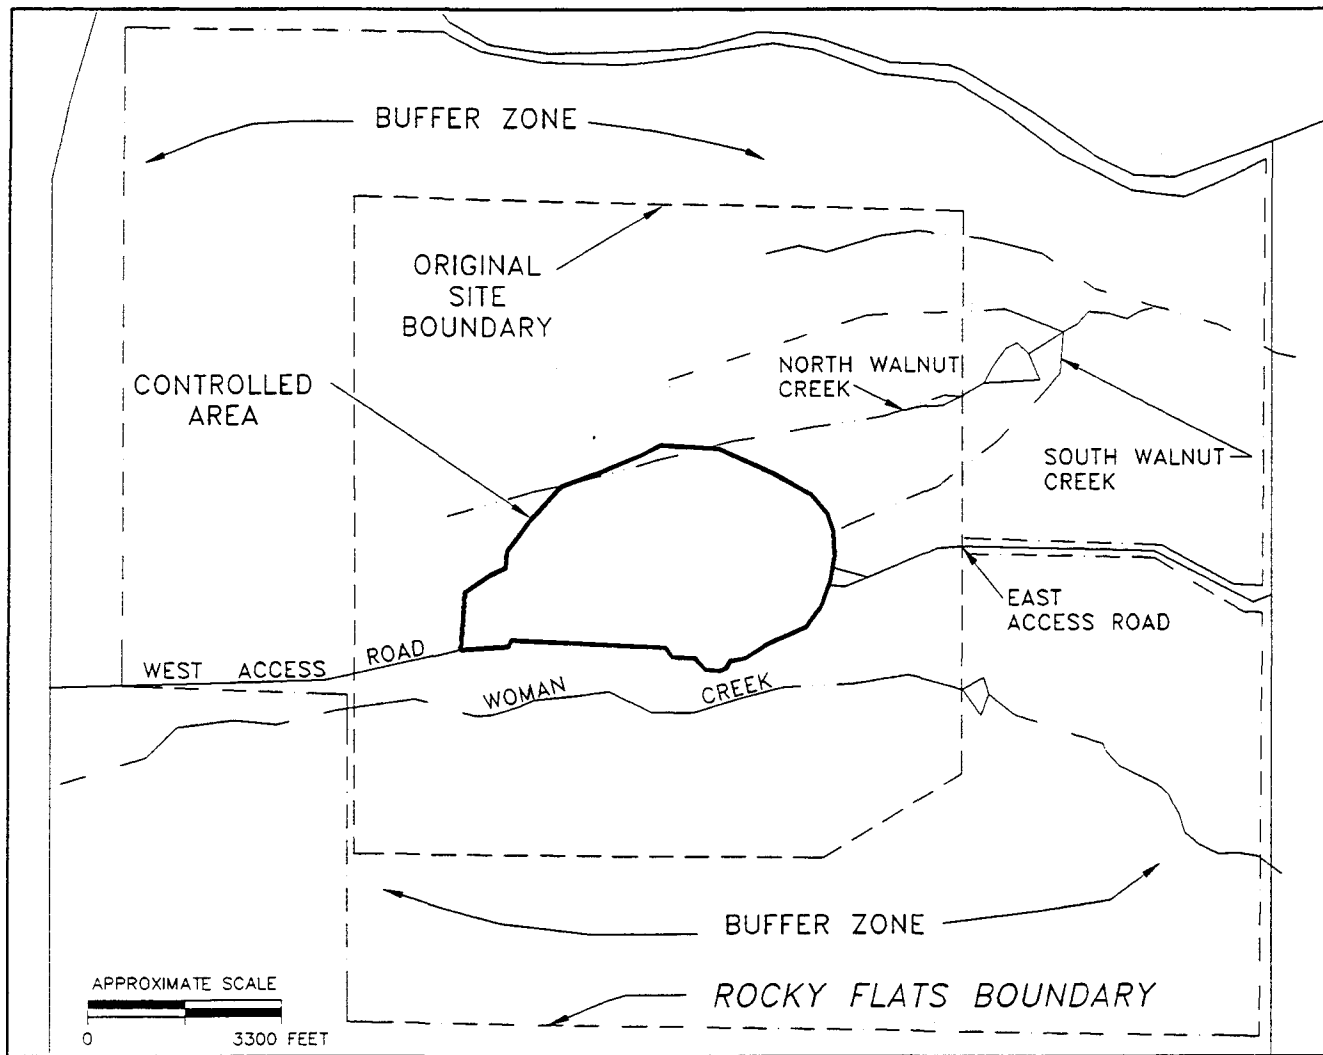 BUFFER ZONE
ORIGINAL
SITE
BOUNDARY
CONTROLLED
AREA
NORTH WALNUT
CREEK
SOUTH WALNUT
CREEK
EAST
ACCESS ROAD
WEST ACCESS ROAD
WOMAN CREEK
BUFFER ZONE
APPROXIMATE SCALE
0 3300 FEET
ROCKY FLATS BOUNDARY